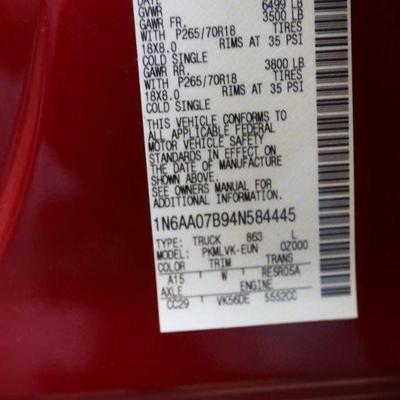 DATE
GVWR 6499 LB
GAWR FR. 3500 LB
WITH P265/70R18 TIRES
18X8.0 RIMS AT 35 PSI
COLD SINGLE
GAWR RR. 3800 LB
WITH P265/70R18 TIRES
18X8.0 RIMS AT 35 PSI
COLD SINGLE
THIS VEHICLE CONFORMS TO
ALL APPLICABLE FEDERAL
MOTOR VEHICLE SAFETY
STANDARDS IN EFFECT ON
THE DATE OF MANUFACTURE
SHOWN ABOVE.
SEE OWNERS MANUAL FOR
ADDITIONAL INFORMATION.
1N6AA07B94N584445
TYPE: TRUCK 863 L
MODEL: PKMLVK-EUN 0Z000
COLOR TRIM TRANS
A15 W RE5R05A
AXLE ENGINE
CC29 VK56DE 5552CC